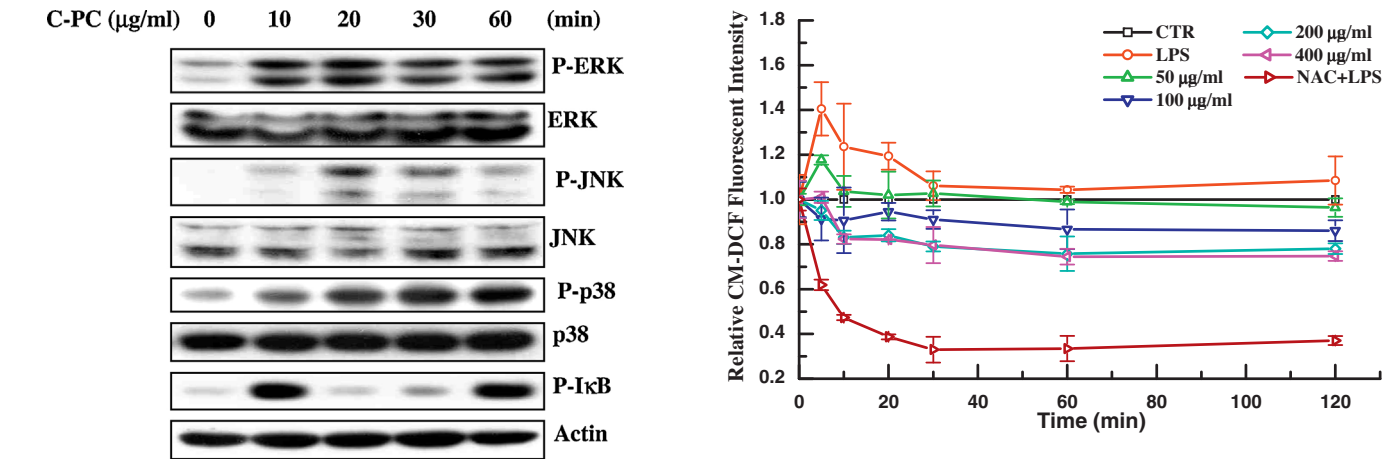 C-PC (μg/ml) 0 10 20 30 60 (min)
P-ERK
ERK
P-JNK
JNK
P-p38
p38
P-IκB
Actin
Relative CM-DCF Fluorescent Intensity
1.8
1.6
1.4
1.2
1.0
0.8
0.6
0.4
0.2
CTR
LPS
50 μg/ml
100 μg/ml
200 μg/ml
400 μg/ml
NAC+LPS
0 20 40 60 80 100 120
Time (min)